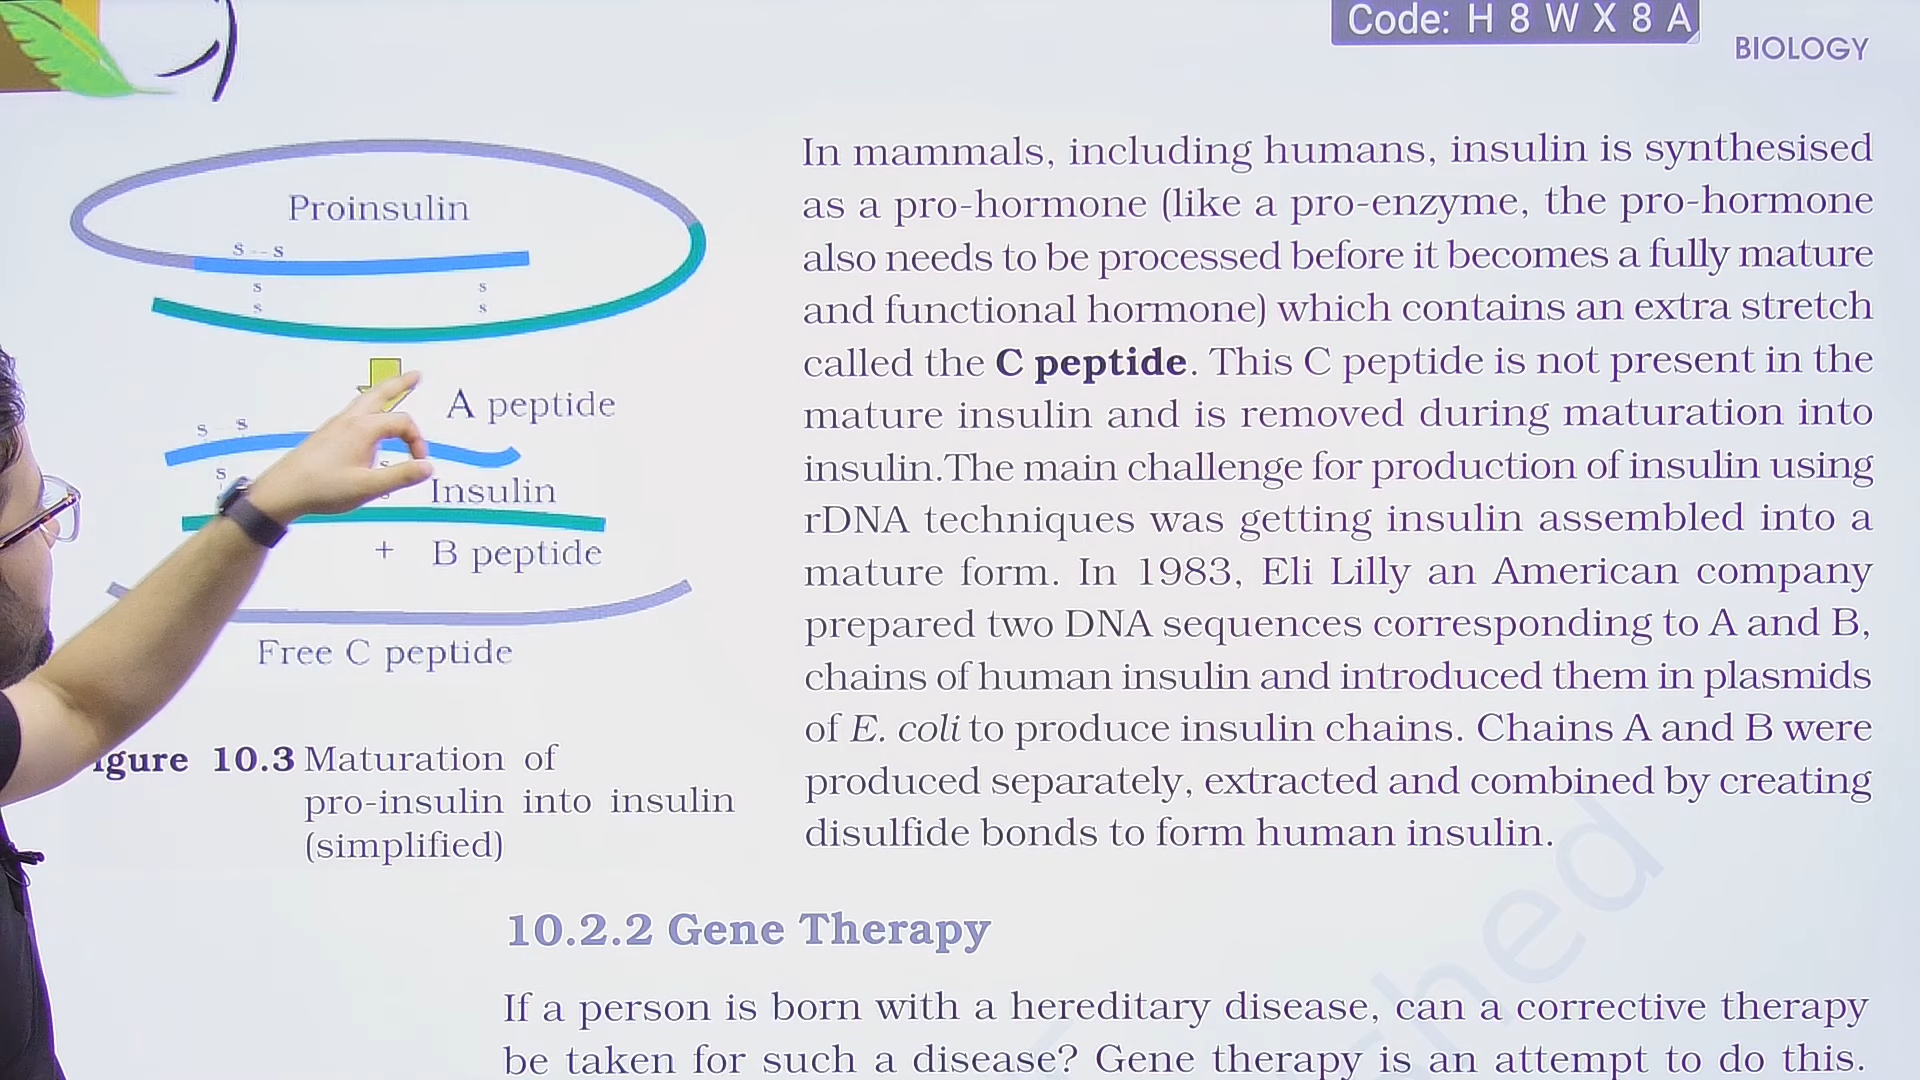 Code: H 8 W X 8 A
BIOLOGY
Proinsulin
S -- S
S S
S S
A peptide
S S
S S
Insulin
+ B peptide
Free C peptide
igure 10.3 Maturation of
pro-insulin into insulin
(simplified)
In mammals, including humans, insulin is synthesised
as a pro-hormone (like a pro-enzyme, the pro-hormone
also needs to be processed before it becomes a fully mature
and functional hormone) which contains an extra stretch
called the C peptide. This C peptide is not present in the
mature insulin and is removed during maturation into
insulin.The main challenge for production of insulin using
rDNA techniques was getting insulin assembled into a
mature form. In 1983, Eli Lilly an American company
prepared two DNA sequences corresponding to A and B,
chains of human insulin and introduced them in plasmids
of E. coli to produce insulin chains. Chains A and B were
produced separately, extracted and combined by creating
disulfide bonds to form human insulin.
10.2.2 Gene Therapy
If a person is born with a hereditary disease, can a corrective therapy
be taken for such a disease? Gene therapy is an attempt to do this.